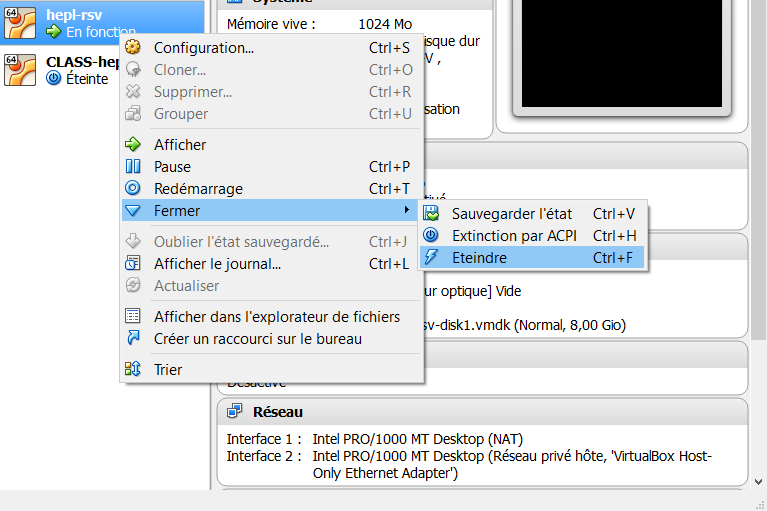 64
hepl-rsv
En fonction
64
CLASS-hep
Éteinte
Système
Mémoire vive : 1024 Mo
isque dur
-V ,
isation
Configuration... Ctrl+S
Cloner... Ctrl+O
Supprimer... Ctrl+R
Grouper Ctrl+U
Afficher
Pause Ctrl+P
Redémarrage Ctrl+T
Fermer
Oublier l'état sauvegardé... Ctrl+J
Afficher le journal... Ctrl+L
Actualiser
Afficher dans l'explorateur de fichiers
Créer un raccourci sur le bureau
Trier
Sauvegarder l'état Ctrl+V
Extinction par ACPI Ctrl+H
Eteindre Ctrl+F
ur optique] Vide
sv-disk1.vmdk (Normal, 8,00 Gio)
Désactivé
Réseau
Interface 1 : Intel PRO/1000 MT Desktop (NAT)
Interface 2 : Intel PRO/1000 MT Desktop (Réseau privé hôte, 'VirtualBox Host-
Only Ethernet Adapter')